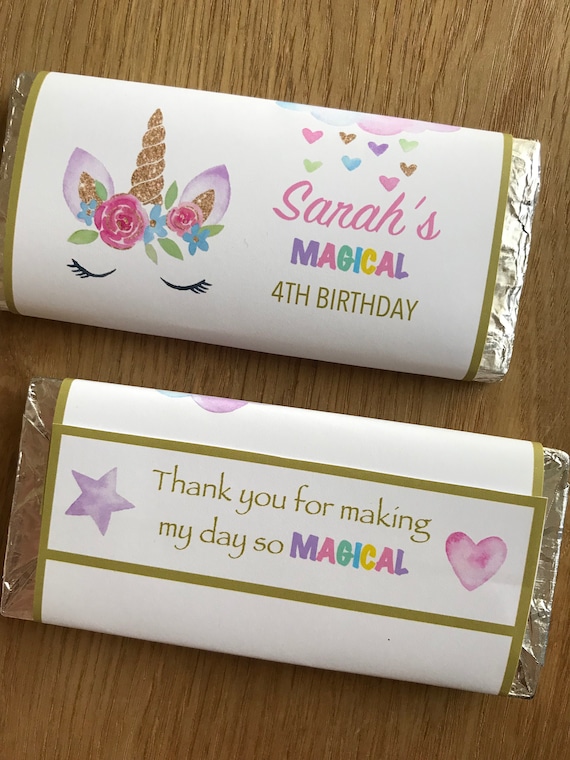 Sarah's
MAGICAL
4TH BIRTHDAY
Thank you for making
my day so MAGICAL